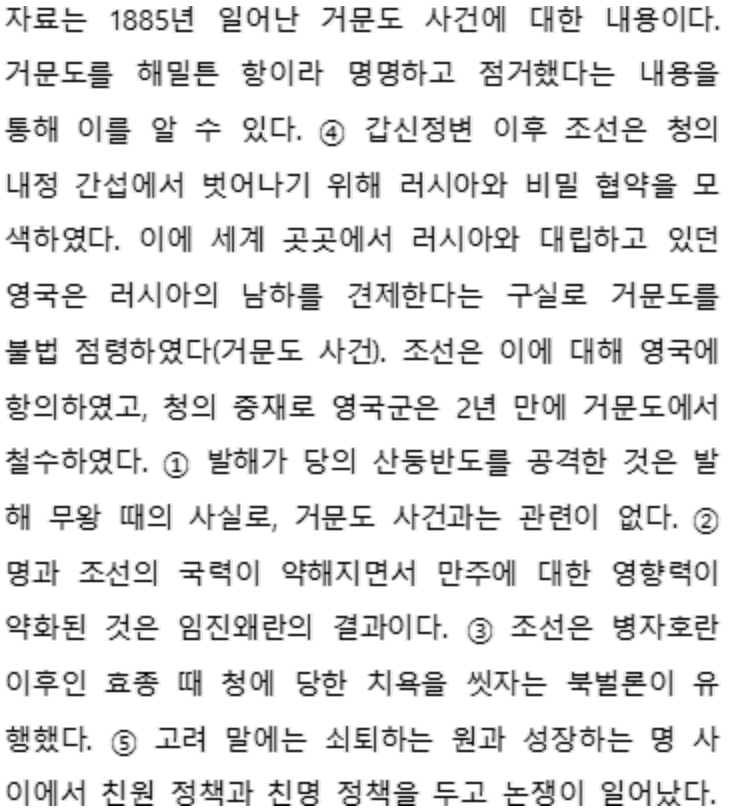 자료는 1885년 일어난 거문도 사건에 대한 내용이다.
거문도를 해밀튼 항이라 명명하고 점거했다는 내용을
통해 이를 알 수 있다. ④ 갑신정변 이후 조선은 청의
내정 간섭에서 벗어나기 위해 러시아와 비밀 협약을 모
색하였다. 이에 세계 곳곳에서 러시아와 대립하고 있던
영국은 러시아의 남하를 견제한다는 구실로 거문도를
불법 점령하였다(거문도 사건). 조선은 이에 대해 영국에
항의하였고, 청의 중재로 영국군은 2년 만에 거문도에서
철수하였다. ① 발해가 당의 산둥반도를 공격한 것은 발
해 무왕 때의 사실로, 거문도 사건과는 관련이 없다. ②
명과 조선의 국력이 약해지면서 만주에 대한 영향력이
약화된 것은 임진왜란의 결과이다. ③ 조선은 병자호란
이후인 효종 때 청에 당한 치욕을 씻자는 북벌론이 유
행했다. ⑤ 고려 말에는 쇠퇴하는 원과 성장하는 명 사
이에서 친원 정책과 친명 정책을 두고 논쟁이 일어났다.